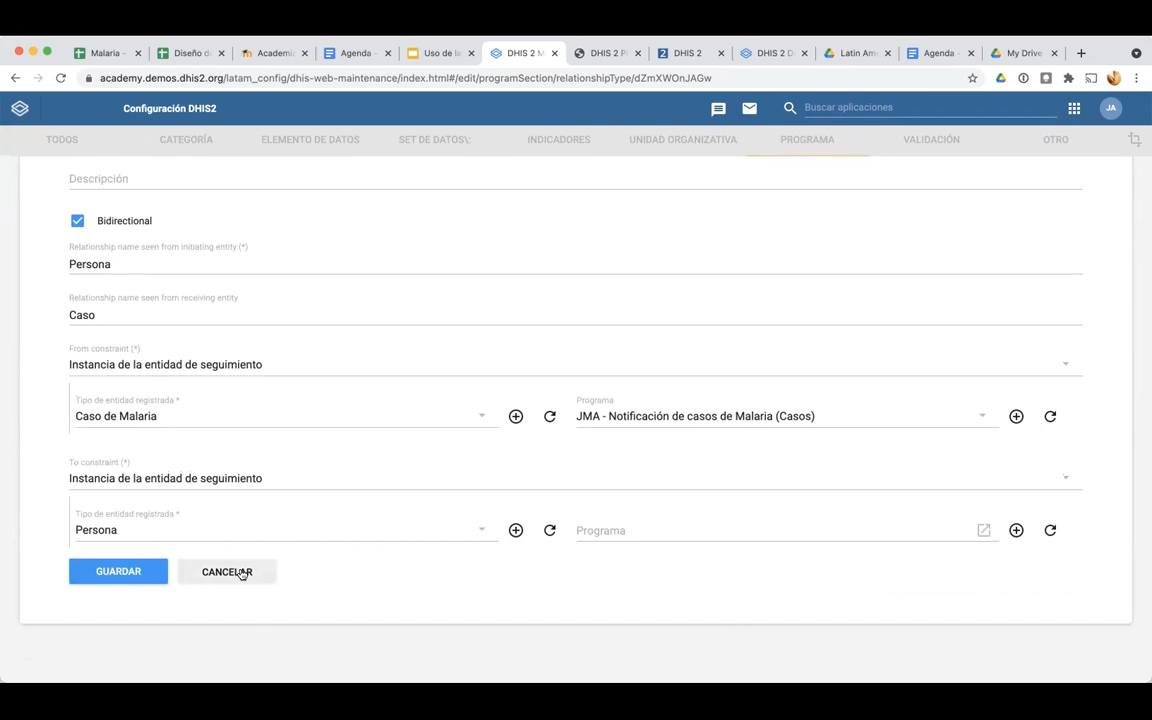 Malaria -
Diseño de
Academia
Agenda -
Uso de la
DHIS 2 M
DHIS 2 Pi
DHIS 2
DHIS 2 D
Latin Ame
Agenda -
My Drive
academy.demos.dhis2.org/latam_config/dhis-web-maintenance/index.html#/edit/programSection/relationshipType/dZmXWOnJAGw
Configuración DHIS2
Buscar aplicaciones
JA
TODOS
CATEGORÍA
ELEMENTO DE DATOS
SET DE DATOS\;
INDICADORES
UNIDAD ORGANIZATIVA
PROGRAMA
VALIDACIÓN
OTRO
Descripción
Bidirectional
Relationship name seen from initiating entity (*)
Persona
Relationship name seen from receiving entity
Caso
From constraint (*)
Instancia de la entidad de seguimiento
Tipo de entidad registrada *
Programa
Caso de Malaria
JMA - Notificación de casos de Malaria (Casos)
To constraint (*)
Instancia de la entidad de seguimiento
Tipo de entidad registrada *
Persona
Programa
GUARDAR
CANCELAR